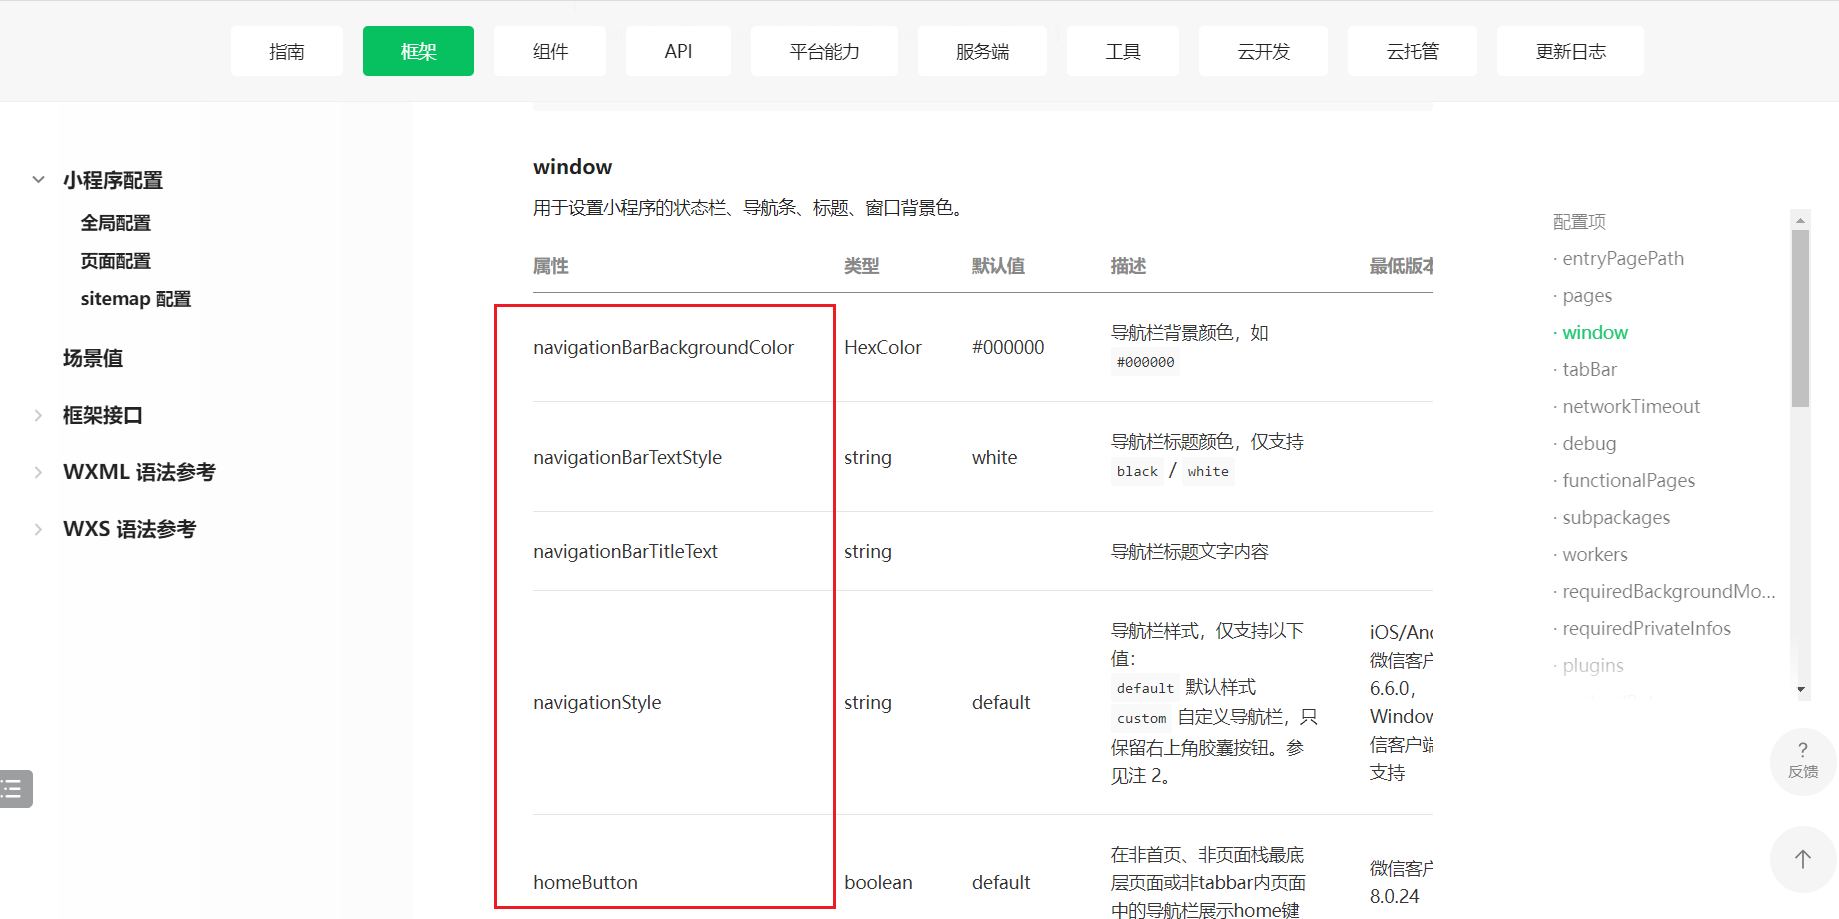 指南 框架 组件 API 平台能力 服务端 工具 云开发 云托管 更新日志
小程序配置
全局配置
页面配置
sitemap 配置
场景值
框架接口
WXML 语法参考
WXS 语法参考
window
用于设置小程序的状态栏、导航条、标题、窗口背景色。
属性 类型 默认值 描述 最低版本
navigationBarBackgroundColor HexColor #000000 导航栏背景颜色，如
#000000
navigationBarTextStyle string white 导航栏标题颜色，仅支持
black / white
navigationBarTitleText string 导航栏标题文字内容
navigationStyle string default 导航栏样式，仅支持以下
值：
default 默认样式
custom 自定义导航栏，只
保留右上角胶囊按钮。参
见注 2。
iOS/And
微信客户
6.6.0，
Window
信客户端
支持
homeButton boolean default 在非首页、非页面栈最底
层页面或非tabbar内页面
中的导航栏展示home键
微信客户
8.0.24
配置项
· entryPagePath
· pages
· window
· tabBar
· networkTimeout
· debug
· functionalPages
· subpackages
· workers
· requiredBackgroundMo...
· requiredPrivateInfos
· plugins
?
反馈